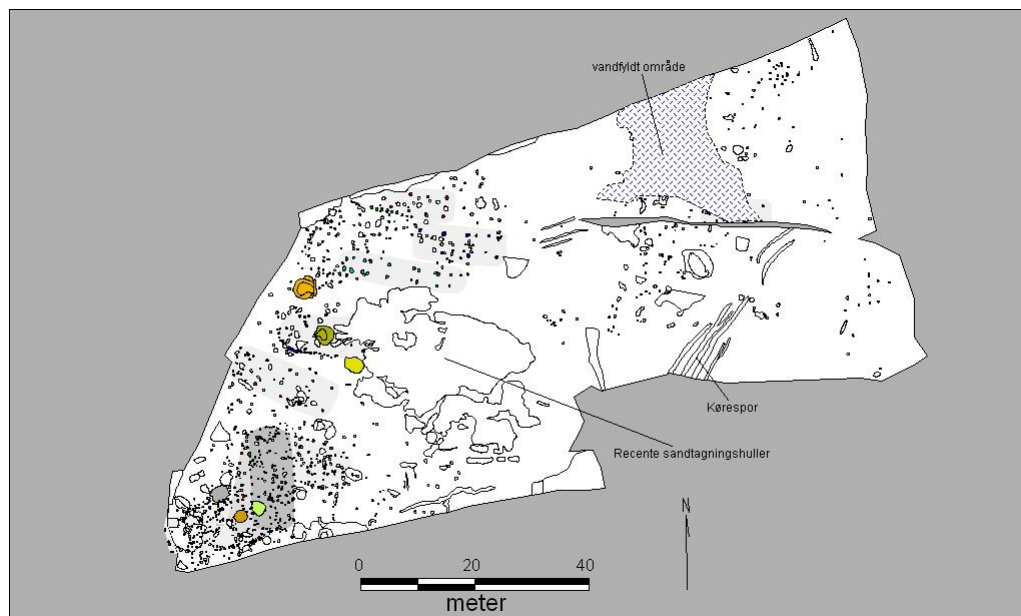 vandfyldt område
Kørespor
Recente sandtagningshuller
N
0 20 40
meter